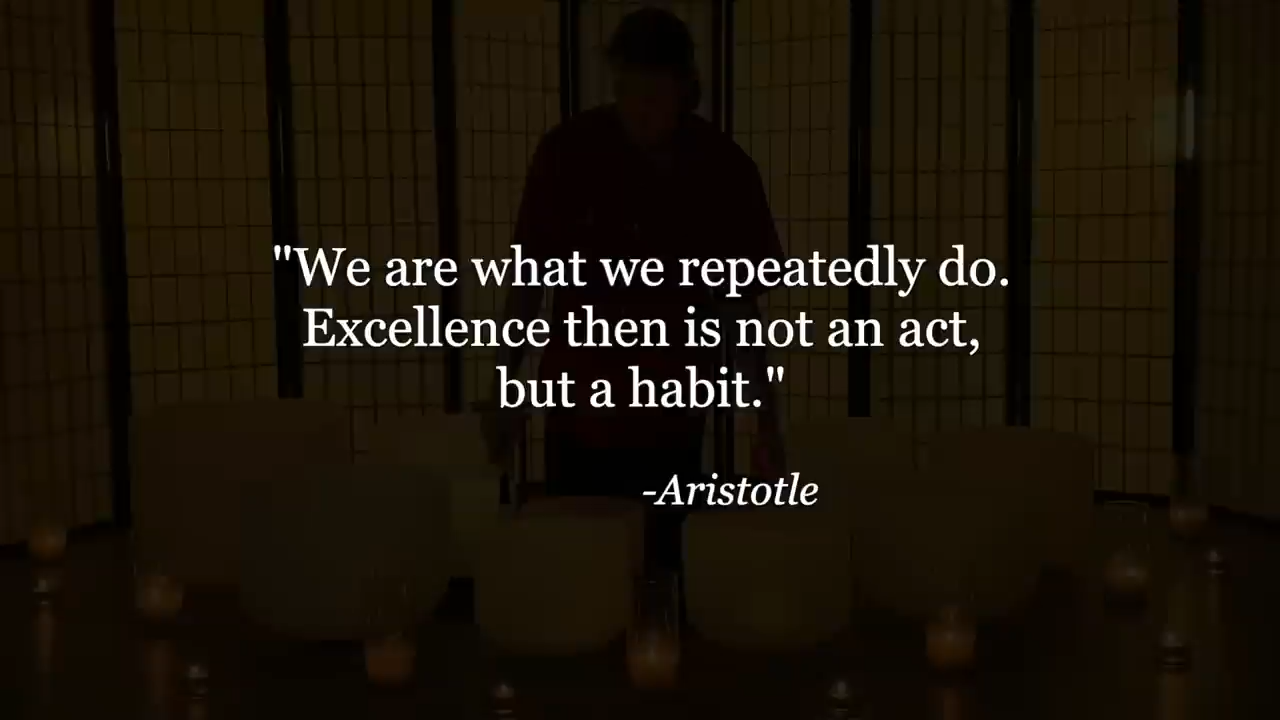 "We are what we repeatedly do.
Excellence then is not an act,
but a habit."
-Aristotle